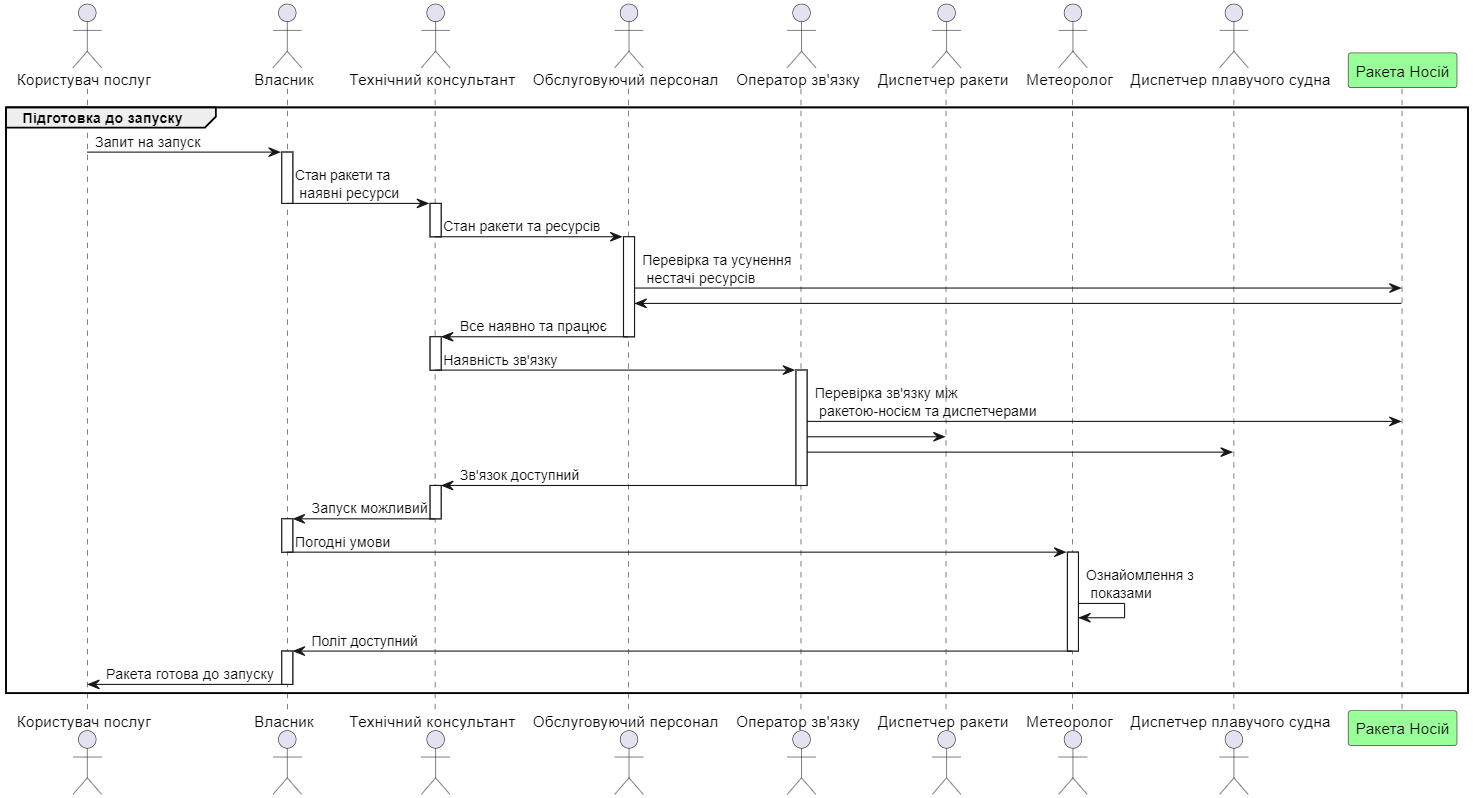 Користувач послуг
Власник
Технічний консультант
Обслуговуючий персонал
Оператор зв'язку
Диспетчер ракети
Метеоролог
Диспетчер плавучого судна
Ракета Носій
Підготовка до запуску
Запит на запуск
Стан ракети та
наявні ресурси
Стан ракети та ресурсів
Перевірка та усунення
нестачі ресурсів
Все наявно та працює
Наявність зв'язку
Перевірка зв'язку між
ракетою-носієм та диспетчерами
Зв'язок доступний
Запуск можливий
Погодні умови
Ознайомлення з
показами
Політ доступний
Ракета готова до запуску
Користувач послуг
Власник
Технічний консультант
Обслуговуючий персонал
Оператор зв'язку
Диспетчер ракети
Метеоролог
Диспетчер плавучого судна
Ракета Носій